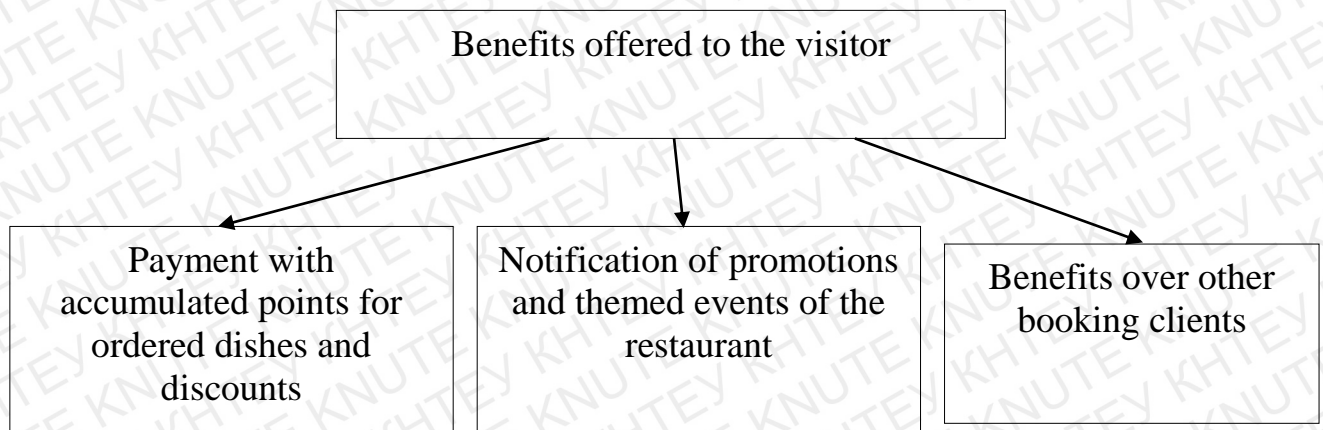 Benefits offered to the visitor
Payment with
accumulated points for
ordered dishes and
discounts
Notification of promotions
and themed events of the
restaurant
Benefits over other
booking clients